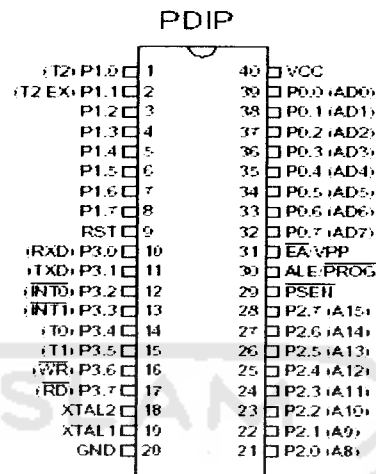 PDIP
(T2) P1.0 1 40 VCC
(T2 EX) P1.1 2 39 P0.0 (AD0)
P1.2 3 38 P0.1 (AD1)
P1.3 4 37 P0.2 (AD2)
P1.4 5 36 P0.3 (AD3)
P1.5 6 35 P0.4 (AD4)
P1.6 7 34 P0.5 (AD5)
P1.7 8 33 P0.6 (AD6)
RST 9 32 P0.7 (AD7)
(RXD) P3.0 10 31 EA/VPP
(TXD) P3.1 11 30 ALE/PROG
(INT0) P3.2 12 29 PSEN
(INT1) P3.3 13 28 P2.7 (A15)
(T0) P3.4 14 27 P2.6 (A14)
(T1) P3.5 15 26 P2.5 (A13)
(WR) P3.6 16 25 P2.4 (A12)
(RD) P3.7 17 24 P2.3 (A11)
XTAL2 18 23 P2.2 (A10)
XTAL1 19 22 P2.1 (A9)
GND 20 21 P2.0 (A8)